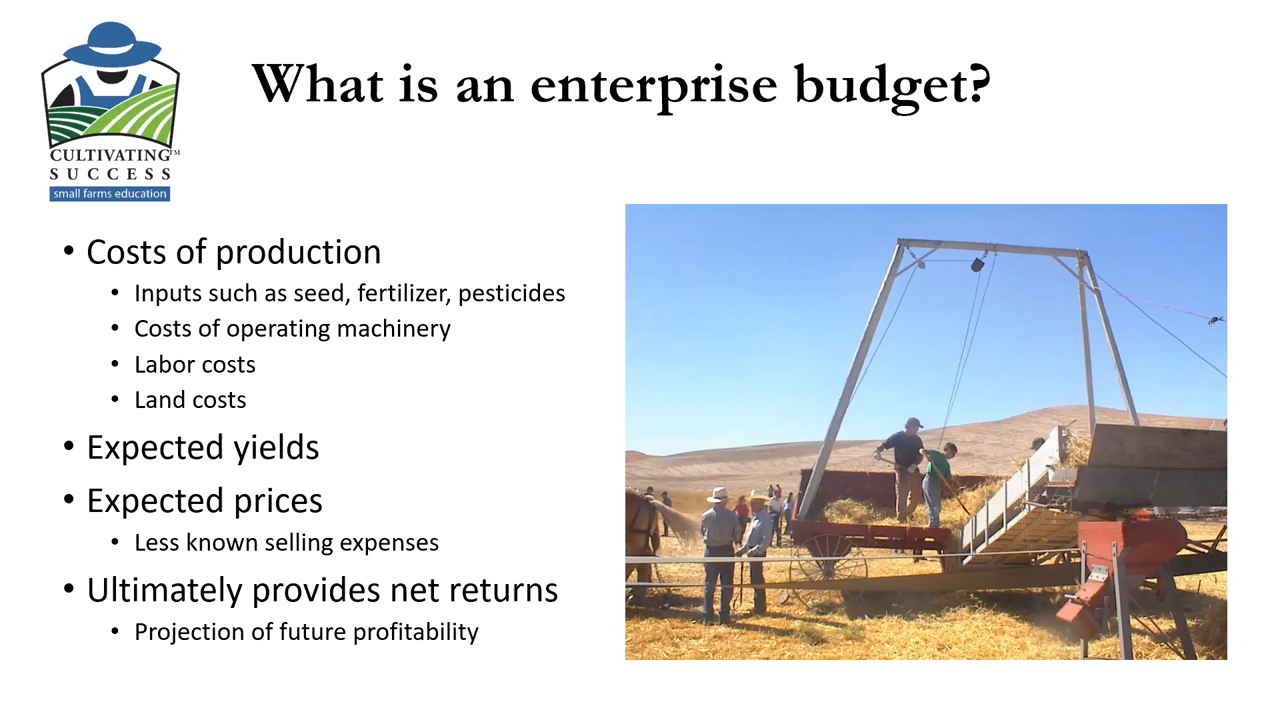 What is an enterprise budget?
CULTIVATING™
SUCCESS
small farms education
• Costs of production
• Inputs such as seed, fertilizer, pesticides
• Costs of operating machinery
• Labor costs
• Land costs
• Expected yields
• Expected prices
• Less known selling expenses
• Ultimately provides net returns
• Projection of future profitability